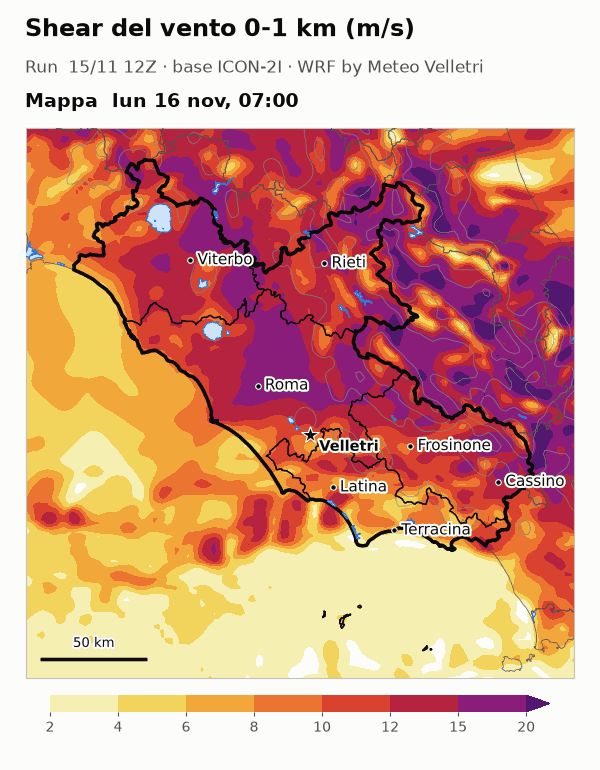 Shear del vento 0-1 km (m/s)
Run  15/11 12Z · base ICON-2I · WRF by Meteo Velletri
Mappa  lun 16 nov, 07:00
Viterbo
Rieti
Roma
Velletri
Frosinone
Latina
Cassino
Terracina
50 km
2 4 6 8 10 12 15 20